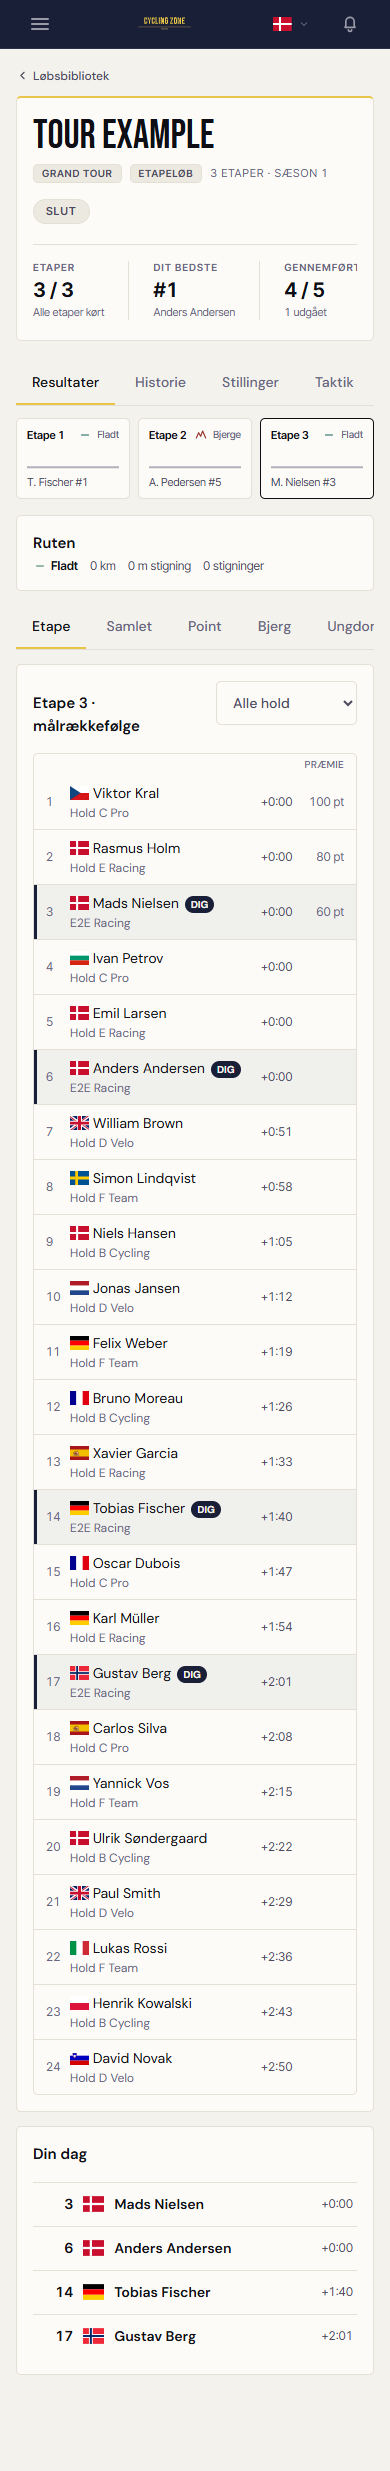 CYCLING ZONE
Løbsbibliotek
TOUR EXAMPLE
GRAND TOUR ETAPELØB 3 ETAPER · SÆSON 1
SLUT
ETAPER DIT BEDSTE GENNEMFØRT
3 / 3 #1 4 / 5
Alle etaper kørt Anders Andersen 1 udgået
Resultater Historie Stillinger Taktik
Etape 1 Fladt Etape 2 Bjerge Etape 3 Fladt
T. Fischer #1 A. Pedersen #5 M. Nielsen #3
Ruten
Fladt 0 km 0 m stigning 0 stigninger
Etape Samlet Point Bjerg Ungdor
Etape 3 · Alle hold
målrækkefølge
PRÆMIE
1 Viktor Kral +0:00 100 pt
Hold C Pro
2 Rasmus Holm +0:00 80 pt
Hold E Racing
3 Mads Nielsen DIG +0:00 60 pt
E2E Racing
4 Ivan Petrov +0:00
Hold C Pro
5 Emil Larsen +0:00
Hold E Racing
6 Anders Andersen DIG +0:00
E2E Racing
7 William Brown +0:51
Hold D Velo
8 Simon Lindqvist +0:58
Hold F Team
9 Niels Hansen +1:05
Hold B Cycling
10 Jonas Jansen +1:12
Hold D Velo
11 Felix Weber +1:19
Hold F Team
12 Bruno Moreau +1:26
Hold B Cycling
13 Xavier Garcia +1:33
Hold E Racing
14 Tobias Fischer DIG +1:40
E2E Racing
15 Oscar Dubois +1:47
Hold C Pro
16 Karl Müller +1:54
Hold E Racing
17 Gustav Berg DIG +2:01
E2E Racing
18 Carlos Silva +2:08
Hold C Pro
19 Yannick Vos +2:15
Hold F Team
20 Ulrik Søndergaard +2:22
Hold B Cycling
21 Paul Smith +2:29
Hold D Velo
22 Lukas Rossi +2:36
Hold F Team
23 Henrik Kowalski +2:43
Hold B Cycling
24 David Novak +2:50
Hold D Velo
Din dag
3 Mads Nielsen +0:00
6 Anders Andersen +0:00
14 Tobias Fischer +1:40
17 Gustav Berg +2:01